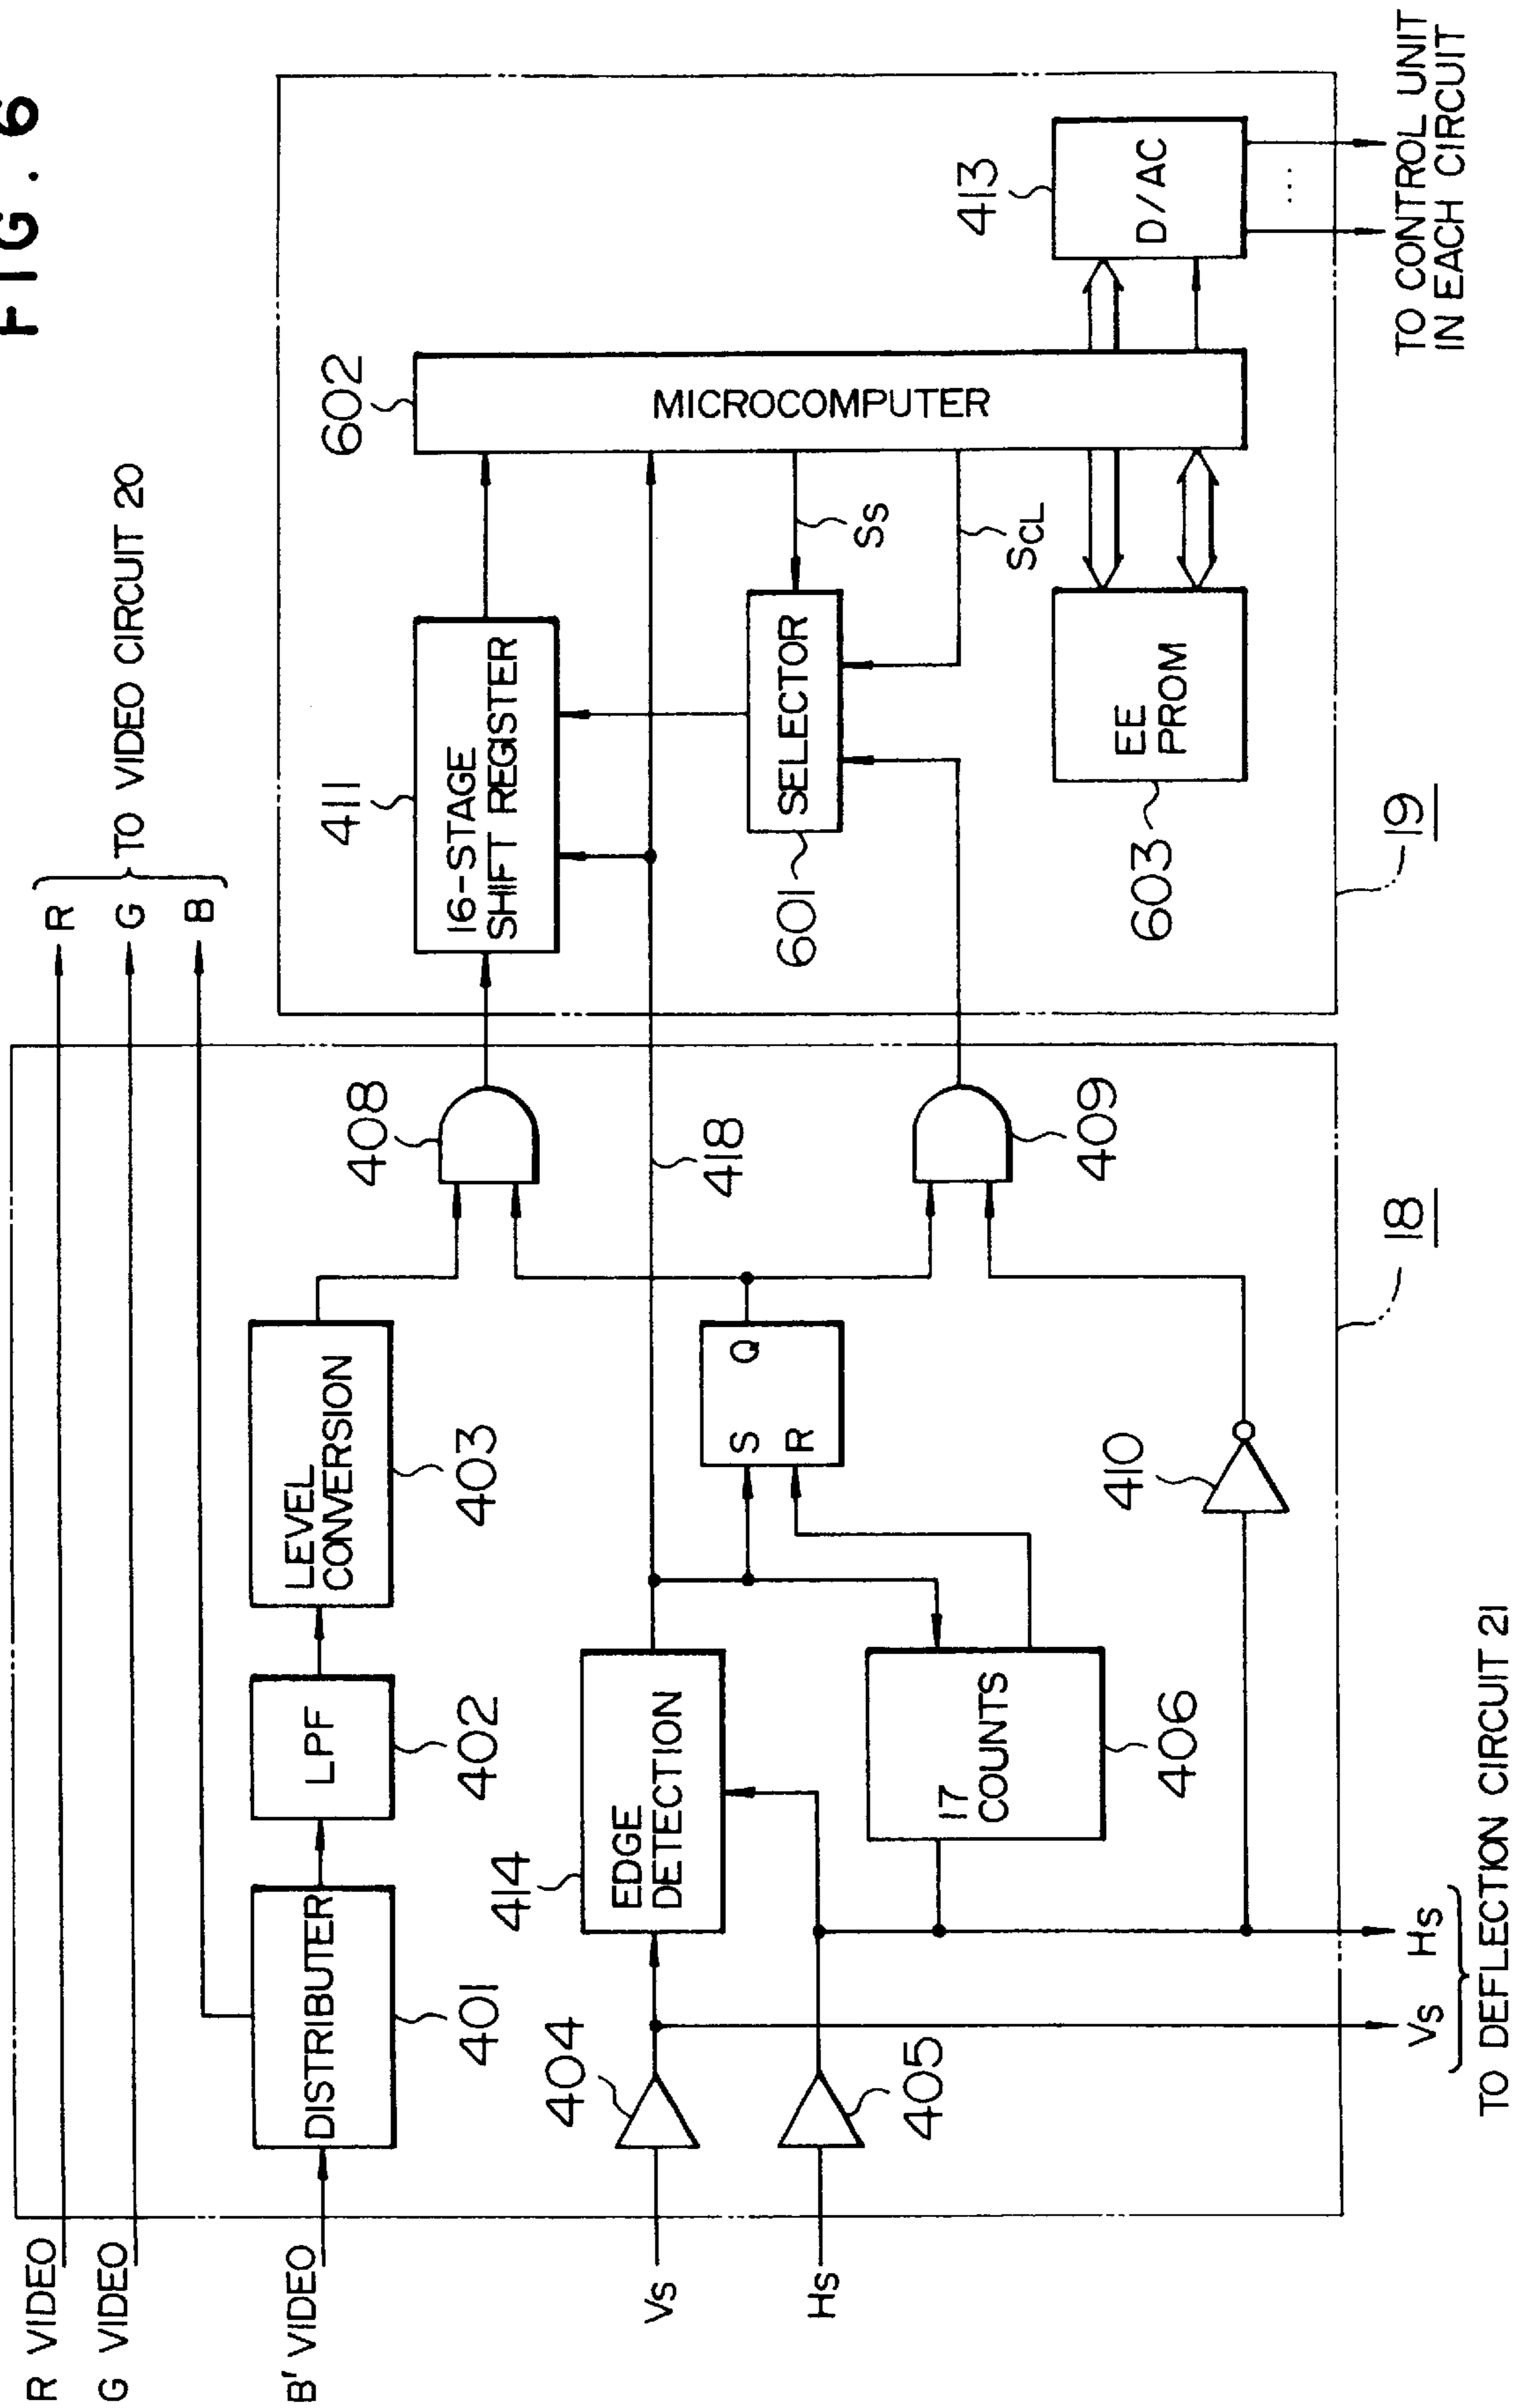 FIG. 6
R VIDEO
G VIDEO
B' VIDEO
R
G
B
TO VIDEO CIRCUIT 20
DISTRIBUTER
401
LPF
402
LEVEL
CONVERSION
403
408
411
16-STAGE
SHIFT REGISTER
602
MICROCOMPUTER
Vs
404
414
EDGE
DETECTION
418
S
Q
R
Hs
405
17
COUNTS
406
410
409
601
SELECTOR
Ss
SCL
603
EE
PROM
413
D/AC
...
Vs
Hs
TO DEFLECTION CIRCUIT 21
18
19
TO CONTROL UNIT
IN EACH CIRCUIT